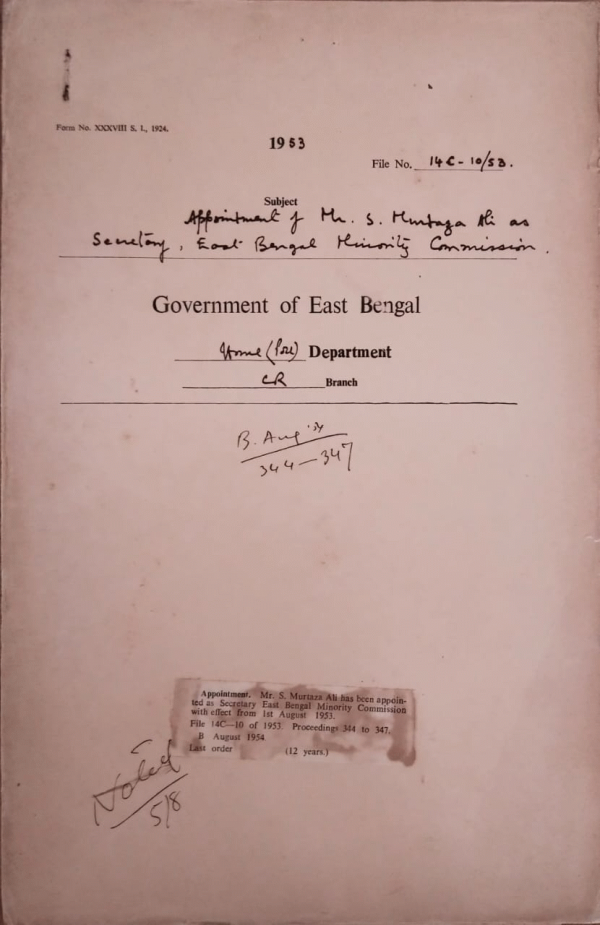 Form No. XXXVIII S. I., 1924.
1953
File No. 14C-10/53.
Subject
Appointment of Mr. S. Murtaza Ali as
Secretary, East Bengal Minority Commission.
Government of East Bengal
Home (Poll) Department
CR Branch
B. Aug '54
344-347
Appointment. Mr. S. Murtaza Ali has been appoin-
ted as Secretary East Bengal Minority Commission
with effect from 1st August 1953.
File 14C—10 of 1953. Proceedings 344 to 347.
B August 1954
Last order (12 years.)
Noted
5/8